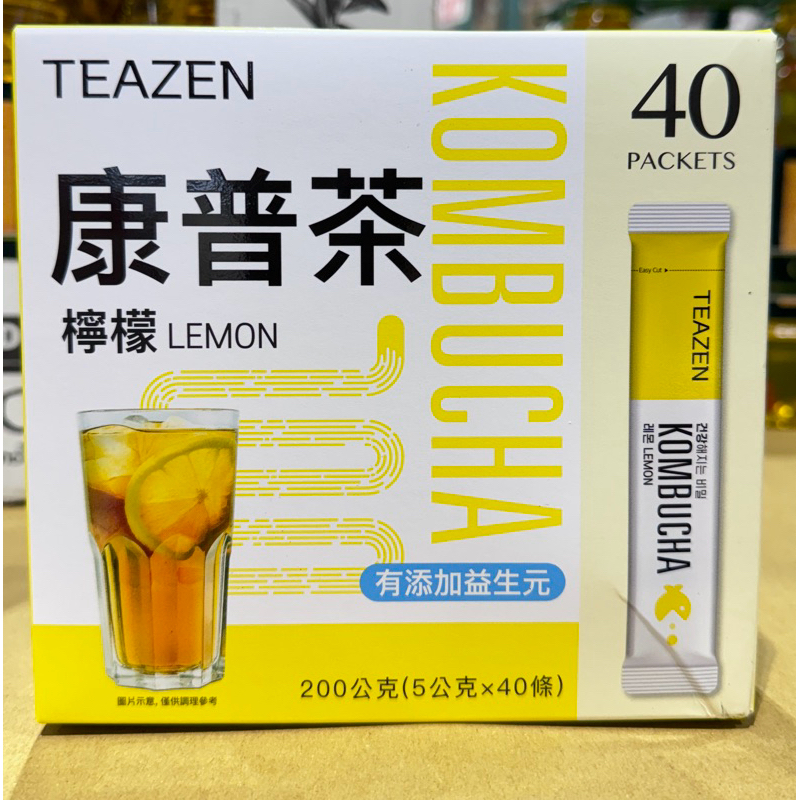 TEAZEN
康普茶
檸檬 LEMON
KOMBUCHA
有添加益生元
200公克(5公克×40條)
圖片示意, 僅供調理參考
40
PACKETS
Easy Cut
TEAZEN
건강해지는 비밀
KOMBUCHA
레몬 LEMON